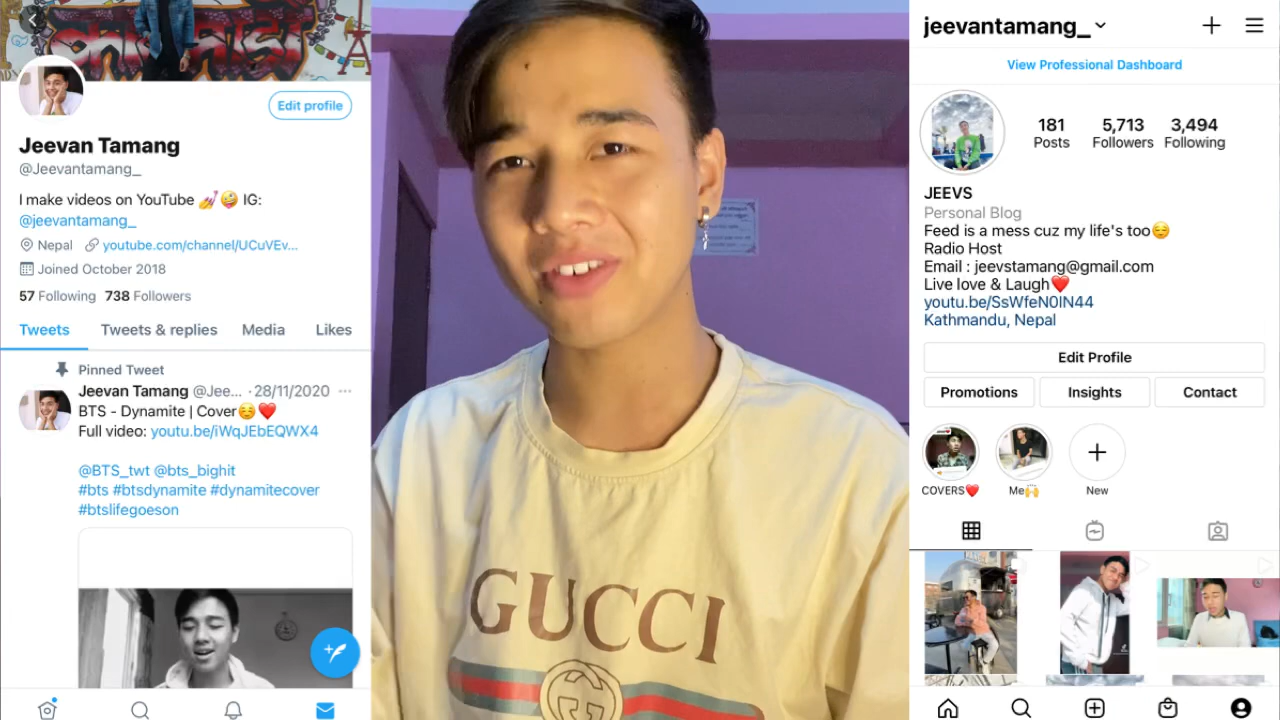 Edit profile
Jeevan Tamang
@Jeevantamang_
I make videos on YouTube 💅🤪 IG:
@jeevantamang_
Nepal youtube.com/channel/UCuVEv...
Joined October 2018
57 Following 738 Followers
Tweets Tweets & replies Media Likes
Pinned Tweet
Jeevan Tamang @Jee... · 28/11/2020 ...
BTS - Dynamite | Cover☺️❤️
Full video: youtu.be/iWqJEbEQWX4
@BTS_twt @bts_bighit
#bts #btsdynamite #dynamitecover
#btslifegoeson
GUCCI
jeevantamang_
View Professional Dashboard
181 5,713 3,494
Posts Followers Following
JEEVS
Personal Blog
Feed is a mess cuz my life's too☺️
Radio Host
Email : jeevstamang@gmail.com
Live love & Laugh❤️
youtu.be/SsWfeN0lN44
Kathmandu, Nepal
Edit Profile
Promotions Insights Contact
COVERS❤️ Me🙌 New